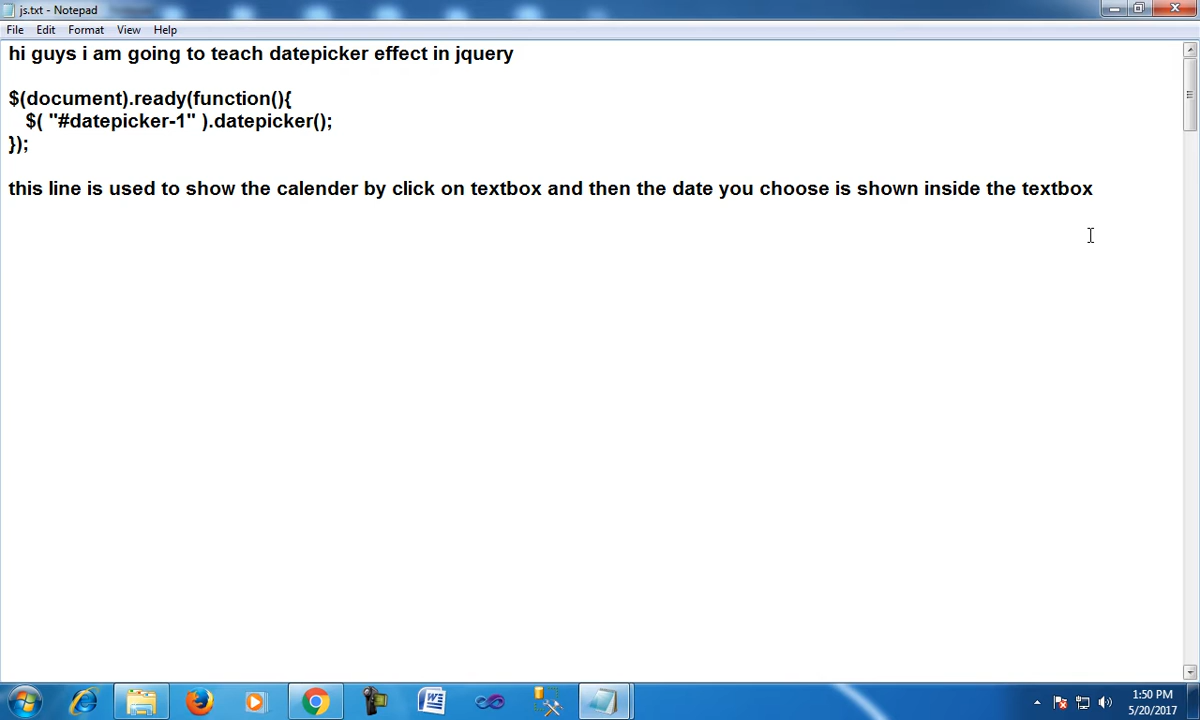 js.txt - Notepad
File Edit Format View Help
hi guys i am going to teach datepicker effect in jquery
$(document).ready(function(){
$( "#datepicker-1" ).datepicker();
});
this line is used to show the calender by click on textbox and then the date you choose is shown inside the textbox
1:50 PM
5/20/2017